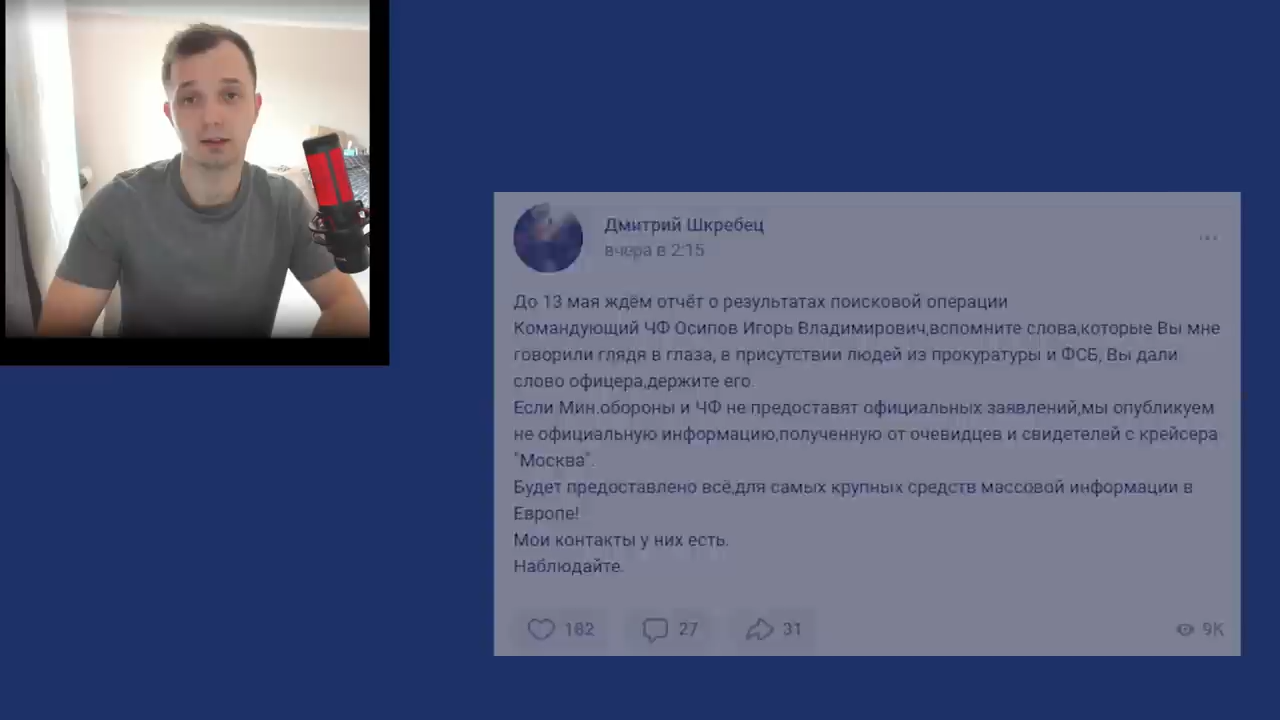 Дмитрий Шкребец
вчера в 2:15
До 13 мая ждём отчёт о результатах поисковой операции
Командующий ЧФ Осипов Игорь Владимирович,вспомните слова,которые Вы мне
говорили глядя в глаза, в присутствии людей из прокуратуры и ФСБ, Вы дали
слово офицера,держите его.
Если Мин.обороны и ЧФ не предоставят официальных заявлений,мы опубликуем
не официальную информацию,полученную от очевидцев и свидетелей с крейсера
"Москва".
Будет предоставлено всё,для самых крупных средств массовой информации в
Европе!
Мои контакты у них есть.
Наблюдайте.
182 27 31 9K